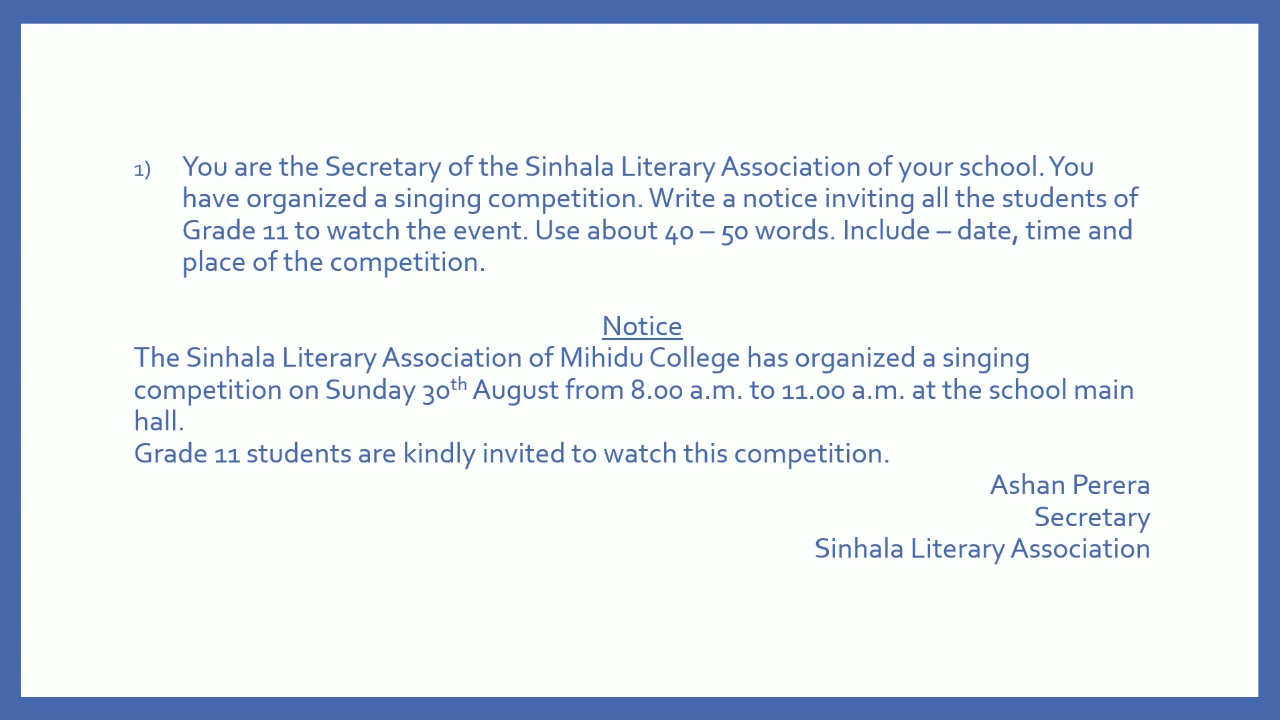 1) You are the Secretary of the Sinhala Literary Association of your school. You
have organized a singing competition. Write a notice inviting all the students of
Grade 11 to watch the event. Use about 40 – 50 words. Include – date, time and
place of the competition.
Notice
The Sinhala Literary Association of Mihidu College has organized a singing
competition on Sunday 30th August from 8.00 a.m. to 11.00 a.m. at the school main
hall.
Grade 11 students are kindly invited to watch this competition.
Ashan Perera
Secretary
Sinhala Literary Association